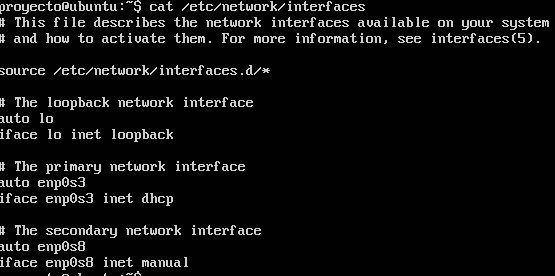 proyecto@ubuntu:~$ cat /etc/network/interfaces
# This file describes the network interfaces available on your system
# and how to activate them. For more information, see interfaces(5).
source /etc/network/interfaces.d/*
# The loopback network interface
auto lo
iface lo inet loopback
# The primary network interface
auto enp0s3
iface enp0s3 inet dhcp
# The secondary network interface
auto enp0s8
iface enp0s8 inet manual